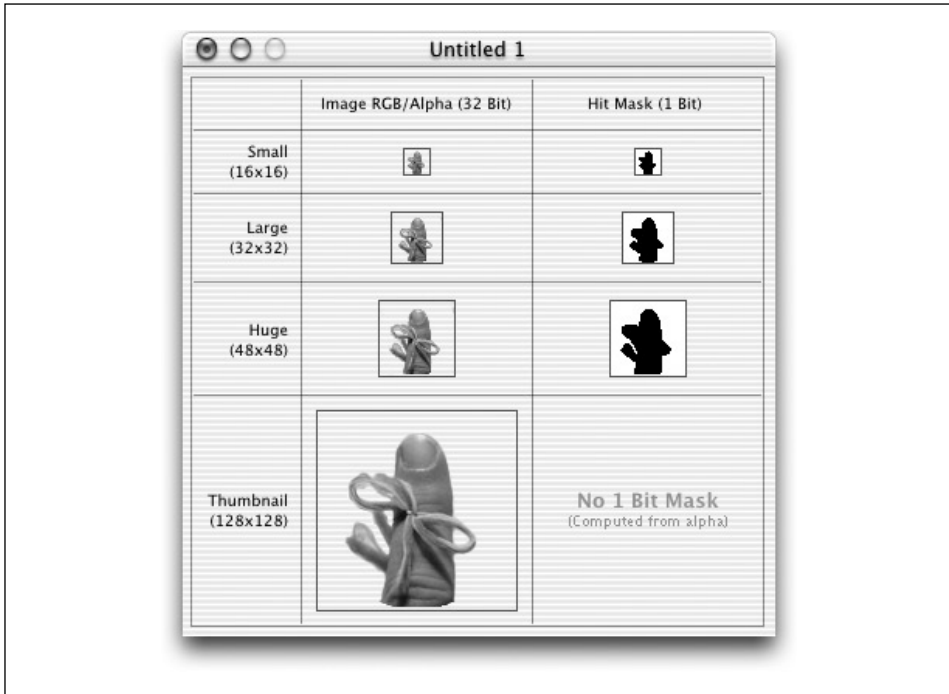 Untitled 1
Image RGB/Alpha (32 Bit)
Hit Mask (1 Bit)
Small
(16x16)
Large
(32x32)
Huge
(48x48)
Thumbnail
(128x128)
No 1 Bit Mask
(Computed from alpha)